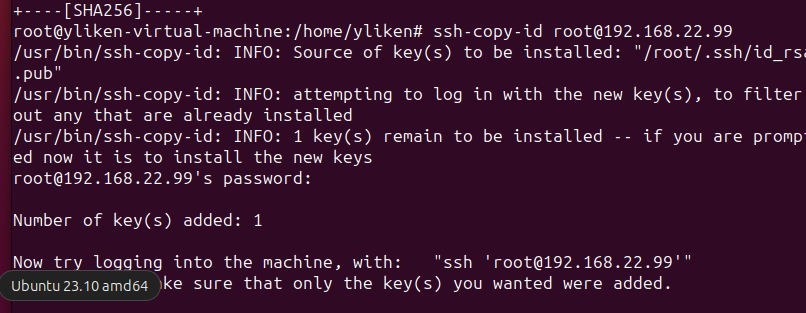 +----[SHA256]-----+
root@yliken-virtual-machine:/home/yliken# ssh-copy-id root@192.168.22.99
/usr/bin/ssh-copy-id: INFO: Source of key(s) to be installed: "/root/.ssh/id_rsa
.pub"
/usr/bin/ssh-copy-id: INFO: attempting to log in with the new key(s), to filter
out any that are already installed
/usr/bin/ssh-copy-id: INFO: 1 key(s) remain to be installed -- if you are prompt
ed now it is to install the new keys
root@192.168.22.99's password:
Number of key(s) added: 1
Now try logging into the machine, with:   "ssh 'root@192.168.22.99'"
ke sure that only the key(s) you wanted were added.
Ubuntu 23.10 amd64